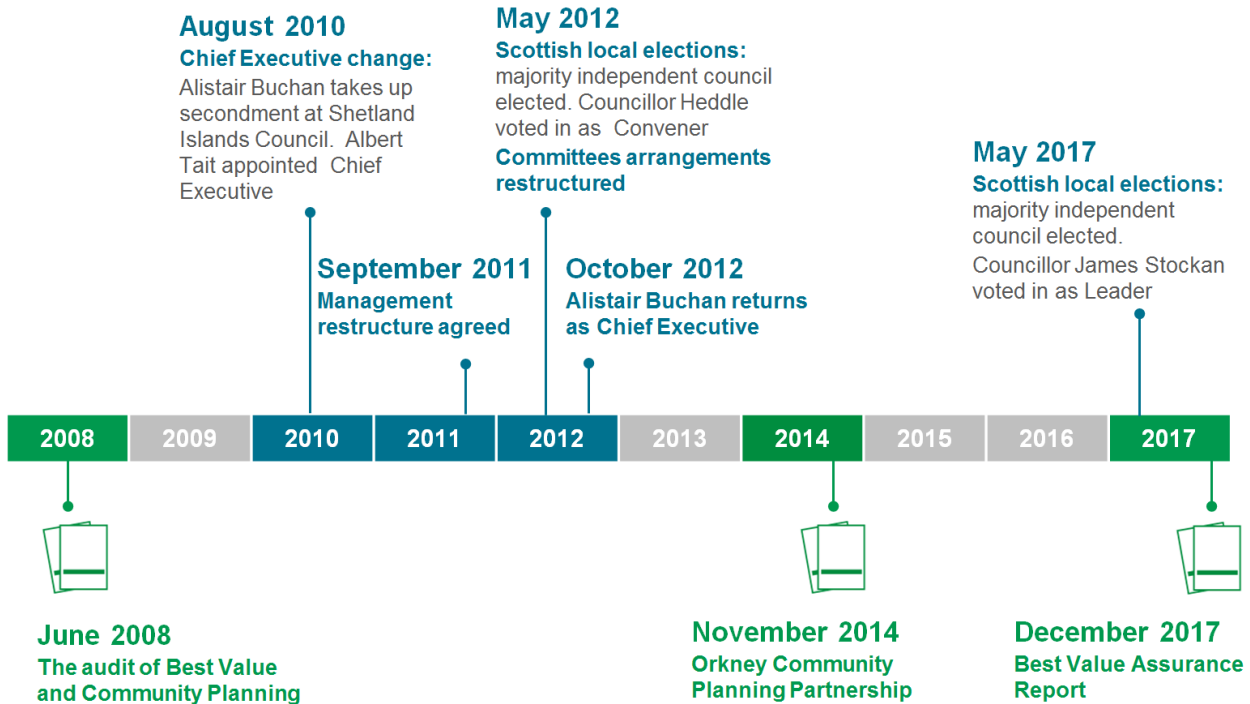 August 2010
Chief Executive change:
Alistair Buchan takes up
secondment at Shetland
Islands Council. Albert
Tait appointed Chief
Executive
May 2012
Scottish local elections:
majority independent council
elected. Councillor Heddle
voted in as Convener
Committees arrangements
restructured
May 2017
Scottish local elections:
majority independent
council elected.
Councillor James Stockan
voted in as Leader
September 2011
Management
restructure agreed
October 2012
Alistair Buchan returns
as Chief Executive
2008 2009 2010 2011 2012 2013 2014 2015 2016 2017
June 2008
The audit of Best Value
and Community Planning
November 2014
Orkney Community
Planning Partnership
December 2017
Best Value Assurance
Report